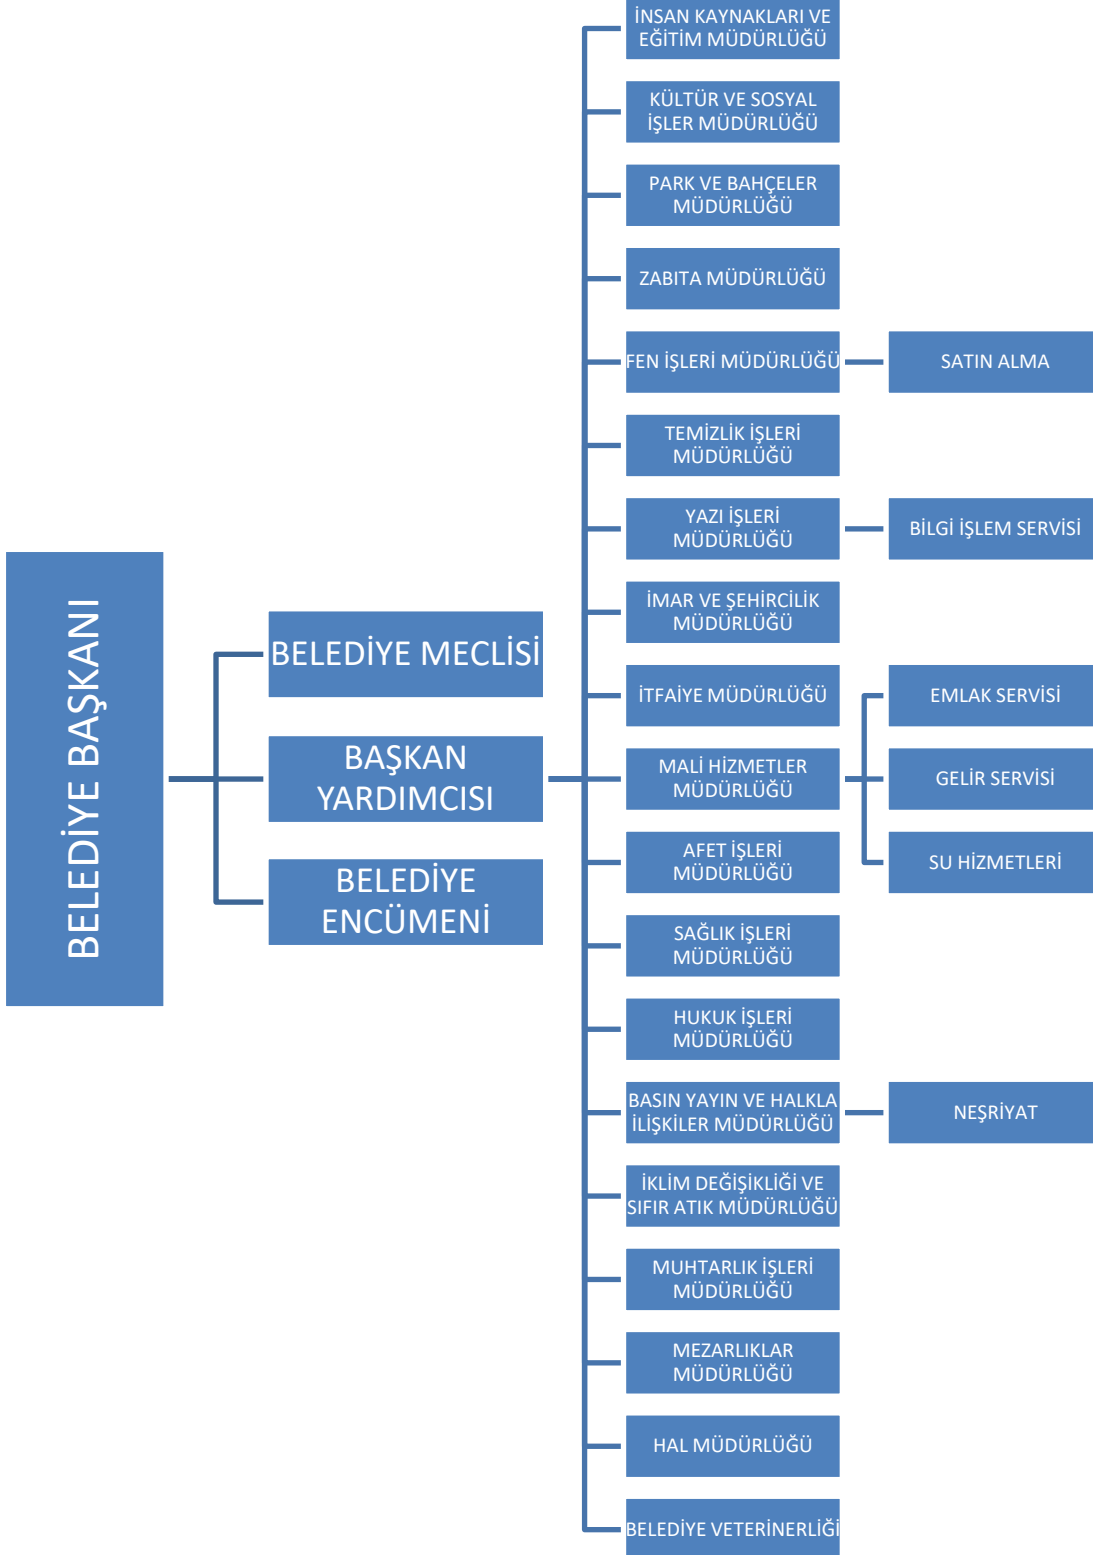 BELEDİYE BAŞKANI
BELEDİYE MECLİSİ
BAŞKAN
YARDIMCISI
BELEDİYE
ENCÜMENİ
İNSAN KAYNAKLARI VE
EĞİTİM MÜDÜRLÜĞÜ
KÜLTÜR VE SOSYAL
İŞLER MÜDÜRLÜĞÜ
PARK VE BAHÇELER
MÜDÜRLÜĞÜ
ZABITA MÜDÜRLÜĞÜ
FEN İŞLERİ MÜDÜRLÜĞÜ
SATIN ALMA
TEMİZLİK İŞLERİ
MÜDÜRLÜĞÜ
YAZI İŞLERİ
MÜDÜRLÜĞÜ
BİLGİ İŞLEM SERVİSİ
İMAR VE ŞEHİRCİLİK
MÜDÜRLÜĞÜ
İTFAİYE MÜDÜRLÜĞÜ
MALİ HİZMETLER
MÜDÜRLÜĞÜ
EMLAK SERVİSİ
GELİR SERVİSİ
SU HİZMETLERİ
AFET İŞLERİ
MÜDÜRLÜĞÜ
SAĞLIK İŞLERİ
MÜDÜRLÜĞÜ
HUKUK İŞLERİ
MÜDÜRLÜĞÜ
BASIN YAYIN VE HALKLA
İLİŞKİLER MÜDÜRLÜĞÜ
NEŞRİYAT
İKLİM DEĞİŞİKLİĞİ VE
SIFIR ATIK MÜDÜRLÜĞÜ
MUHTARLIK İŞLERİ
MÜDÜRLÜĞÜ
MEZARLIKLAR
MÜDÜRLÜĞÜ
HAL MÜDÜRLÜĞÜ
BELEDİYE VETERİNERLİĞİ